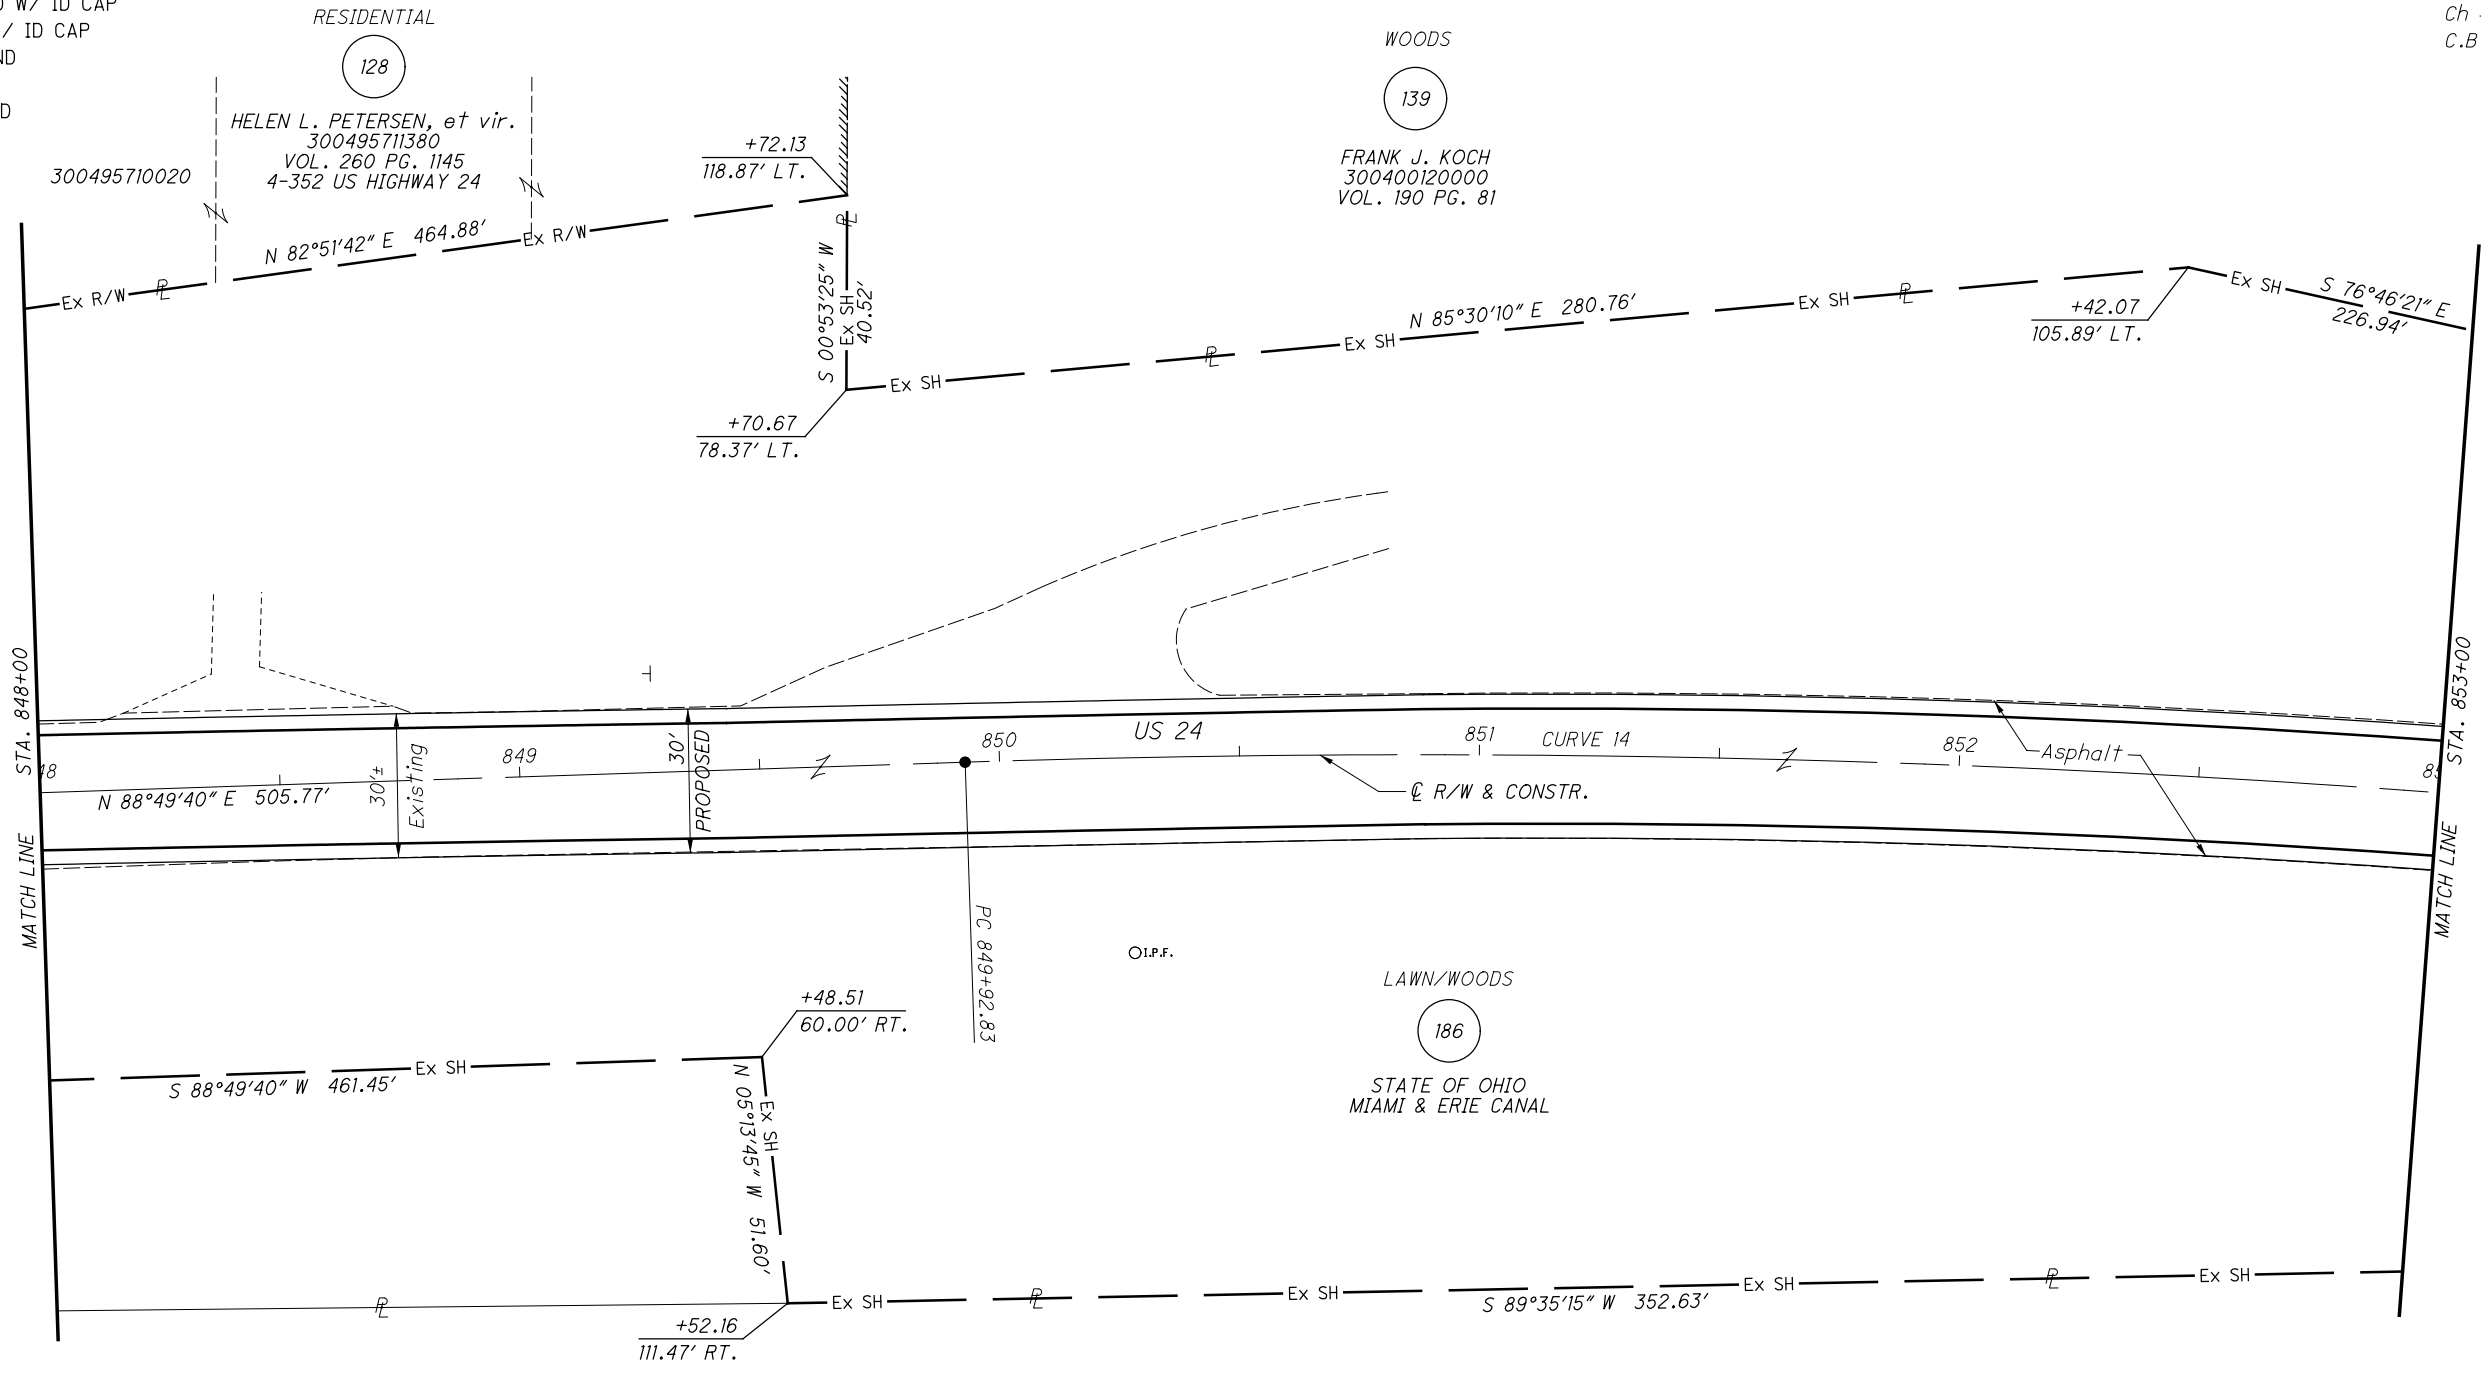 W/ ID CAP
/ ID CAP
ND
D
RESIDENTIAL
128
HELEN L. PETERSEN, et vir.
300495711380
VOL. 260 PG. 1145
4-352 US HIGHWAY 24
300495710020
WOODS
139
FRANK J. KOCH
300400120000
VOL. 190 PG. 81
Ch
C.B
+72.13
118.87' LT.
N 82°51'42" E 464.88'
Ex R/W
Ex R/W
PL
PL
S 00°53'25" W
Ex SH
40.52'
+70.67
78.37' LT.
Ex SH
PL
Ex SH
N 85°30'10" E 280.76'
Ex SH
PL
+42.07
105.89' LT.
Ex SH
S 76°46'21" E
226.94'
MATCH LINE STA. 848+00
MATCH LINE STA. 853+00
48
849
850
851
852
85
US 24
CURVE 14
Asphalt
N 88°49'40" E 505.77'
30'±
Existing
30'
PROPOSED
℄ R/W & CONSTR.
PC 849+92.83
I.P.F.
LAWN/WOODS
186
STATE OF OHIO
MIAMI & ERIE CANAL
+48.51
60.00' RT.
Ex SH
S 88°49'40" W 461.45'
Ex SH
N 05°13'45" W 51.60'
PL
+52.16
111.47' RT.
Ex SH
PL
Ex SH
S 89°35'15" W 352.63'
Ex SH
PL
Ex SH